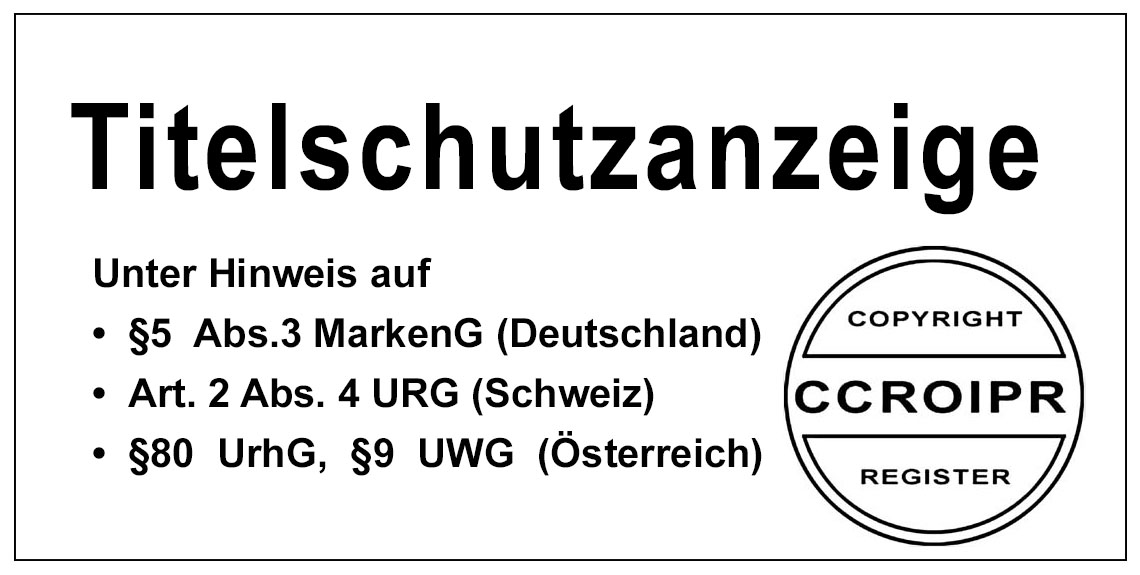 Titelschutzanzeige
Unter Hinweis auf
• §5 Abs.3 MarkenG (Deutschland)
• Art. 2 Abs. 4 URG (Schweiz)
• §80 UrhG, §9 UWG (Österreich)
COPYRIGHT
CCROIPR
REGISTER